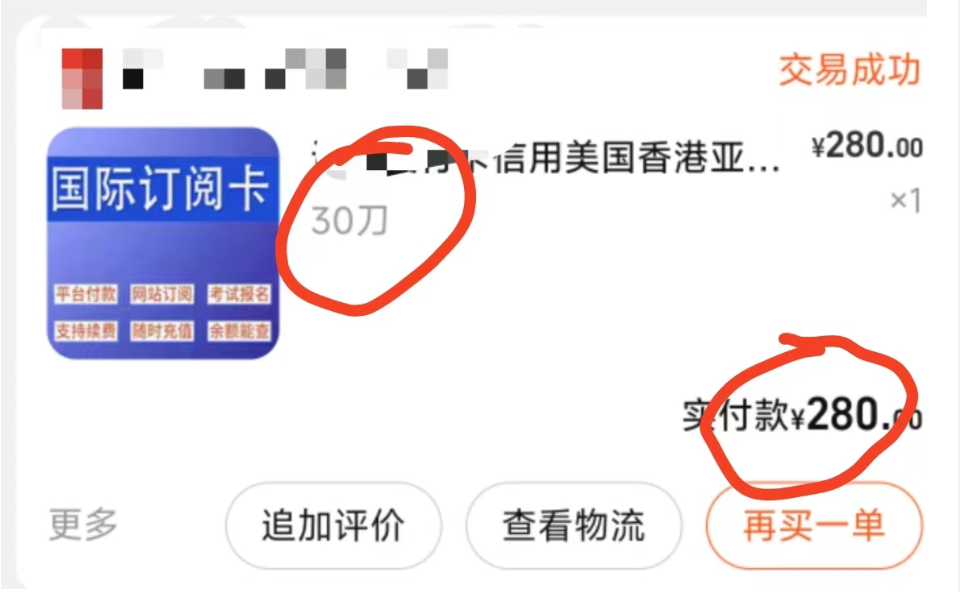 交易成功
国际订阅卡
信用美国香港亚...
¥280.00
30刀
×1
平台付款 网站订阅 考试报名
支持续费 随时充值 余额能查
实付款¥280.00
更多 追加评价 查看物流 再买一单